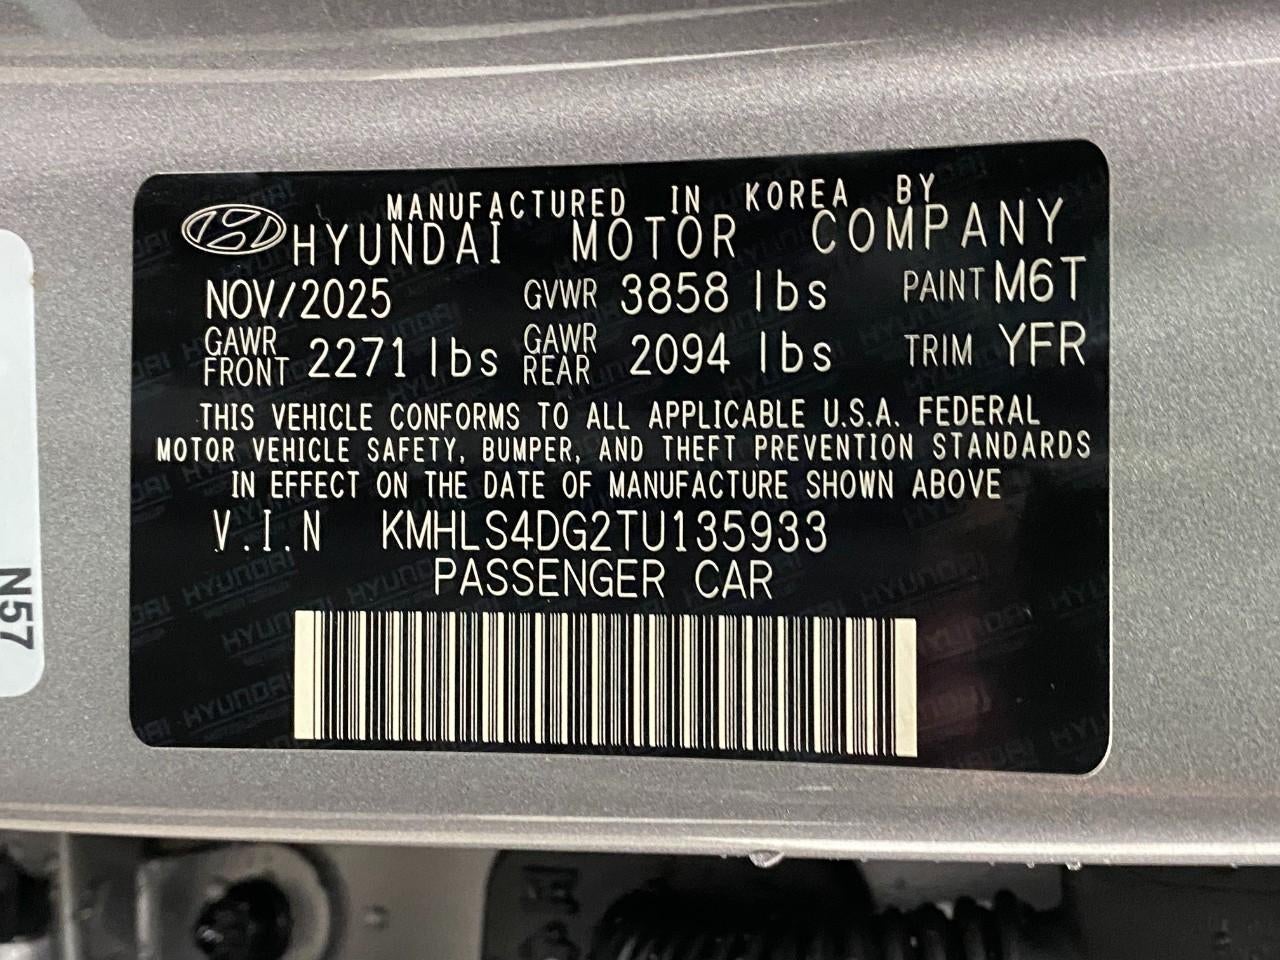 MANUFACTURED IN KOREA BY
HYUNDAI MOTOR COMPANY
NOV/2025 GVWR 3858 lbs PAINT M6T
GAWR FRONT 2271 lbs GAWR REAR 2094 lbs TRIM YFR
THIS VEHICLE CONFORMS TO ALL APPLICABLE U.S.A. FEDERAL
MOTOR VEHICLE SAFETY, BUMPER, AND THEFT PREVENTION STANDARDS
IN EFFECT ON THE DATE OF MANUFACTURE SHOWN ABOVE
V.I.N KMHLS4DG2TU135933
PASSENGER CAR
N57